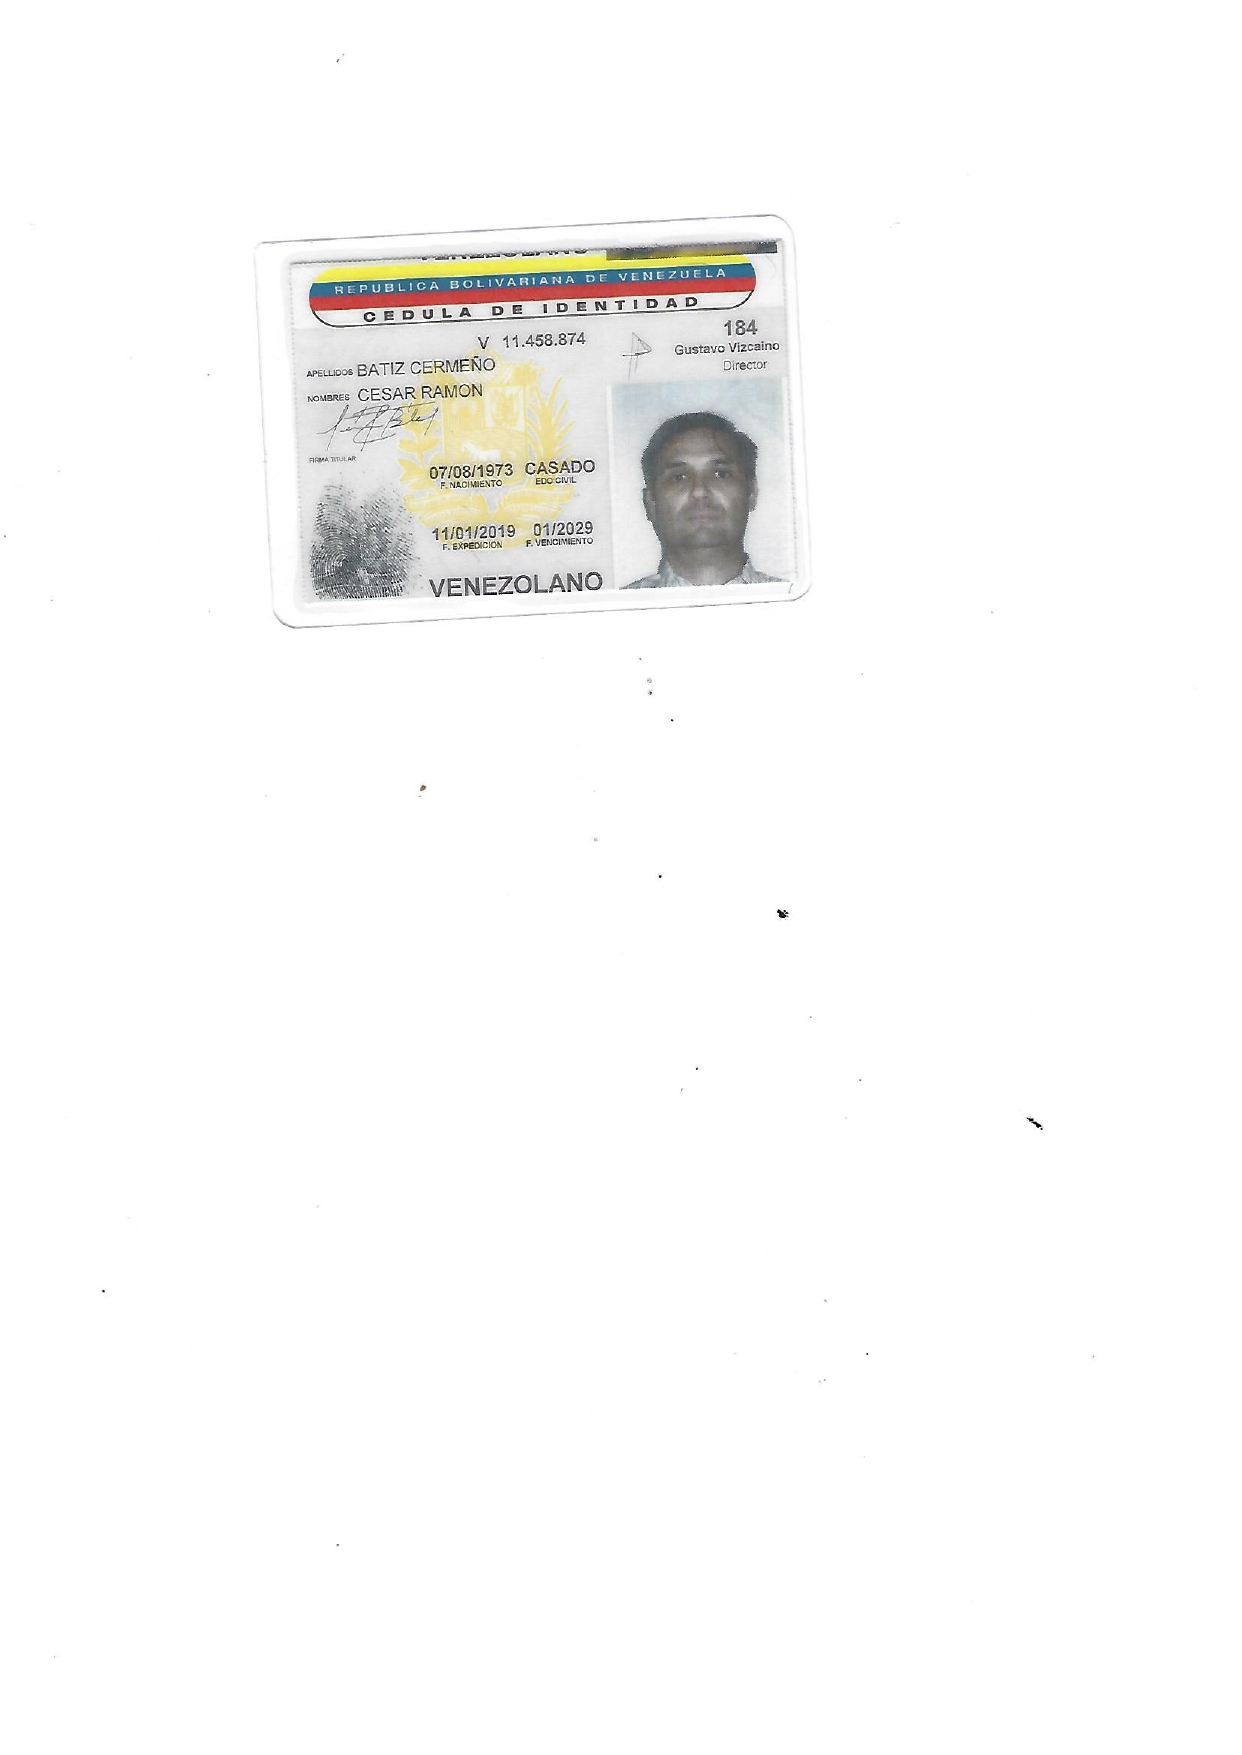 VENEZOLANO
REPUBLICA BOLIVARIANA DE VENEZUELA
CEDULA DE IDENTIDAD
V 11.458.874
184
Gustavo Vizcaino
Director
APELLIDOS BATIZ CERMEÑO
NOMBRES CESAR RAMON
FIRMA TITULAR
07/08/1973 CASADO
F. NACIMIENTO EDO CIVIL
11/01/2019 01/2029
F. EXPEDICION F. VENCIMIENTO
VENEZOLANO